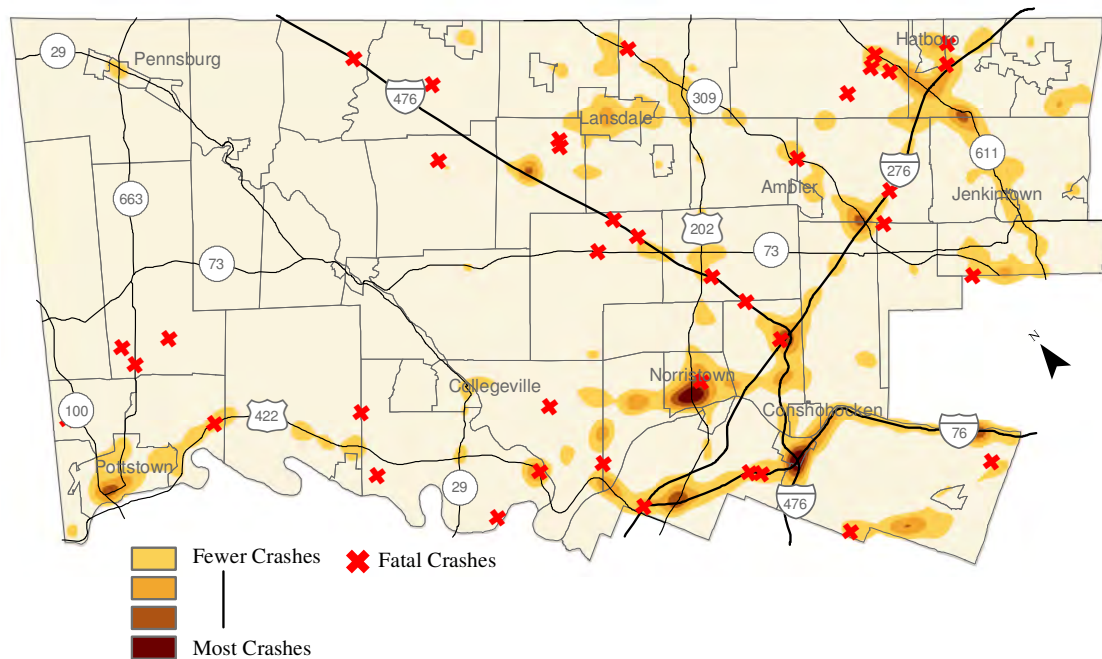 29
Pennsburg
Hatboro
476
309
Lansdale
611
276
Ambler
Jenkintown
663
202
73
73
Norristown
Collegeville
100
422
Conshohocken
76
Pottstown
29
476
N
Fewer Crashes
Fatal Crashes
Most Crashes